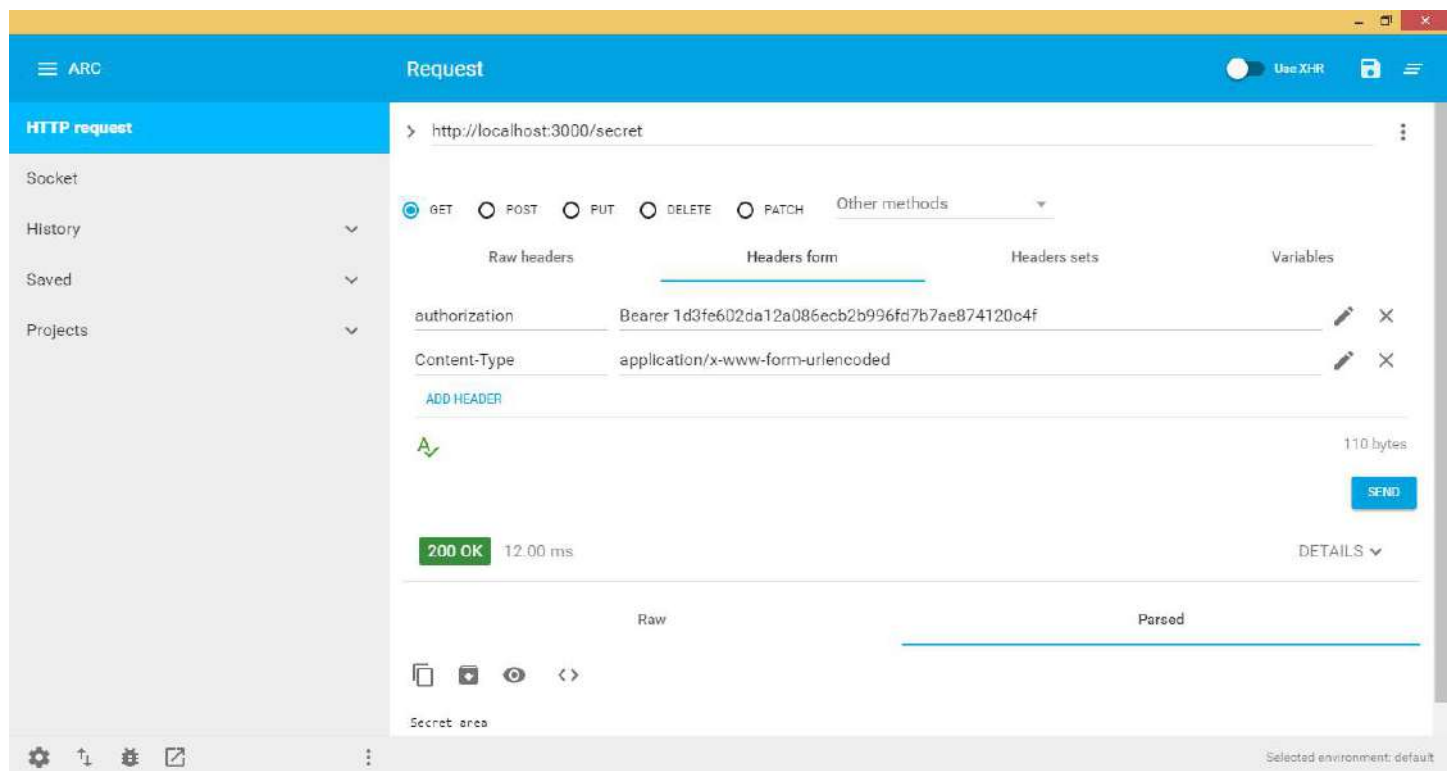 ARC
Request
Use XHR
HTTP request
http://localhost:3000/secret
Socket
GET POST PUT DELETE PATCH Other methods
History
Raw headers Headers form Headers sets Variables
Saved
authorization Bearer 1d3fe602da12a086ecb2b996fd7b7ae874120c4f
Projects
Content-Type application/x-www-form-urlencoded
ADD HEADER
110 bytes
SEND
200 OK 12.00 ms DETAILS
Raw Parsed
Secret area
Selected environment: default